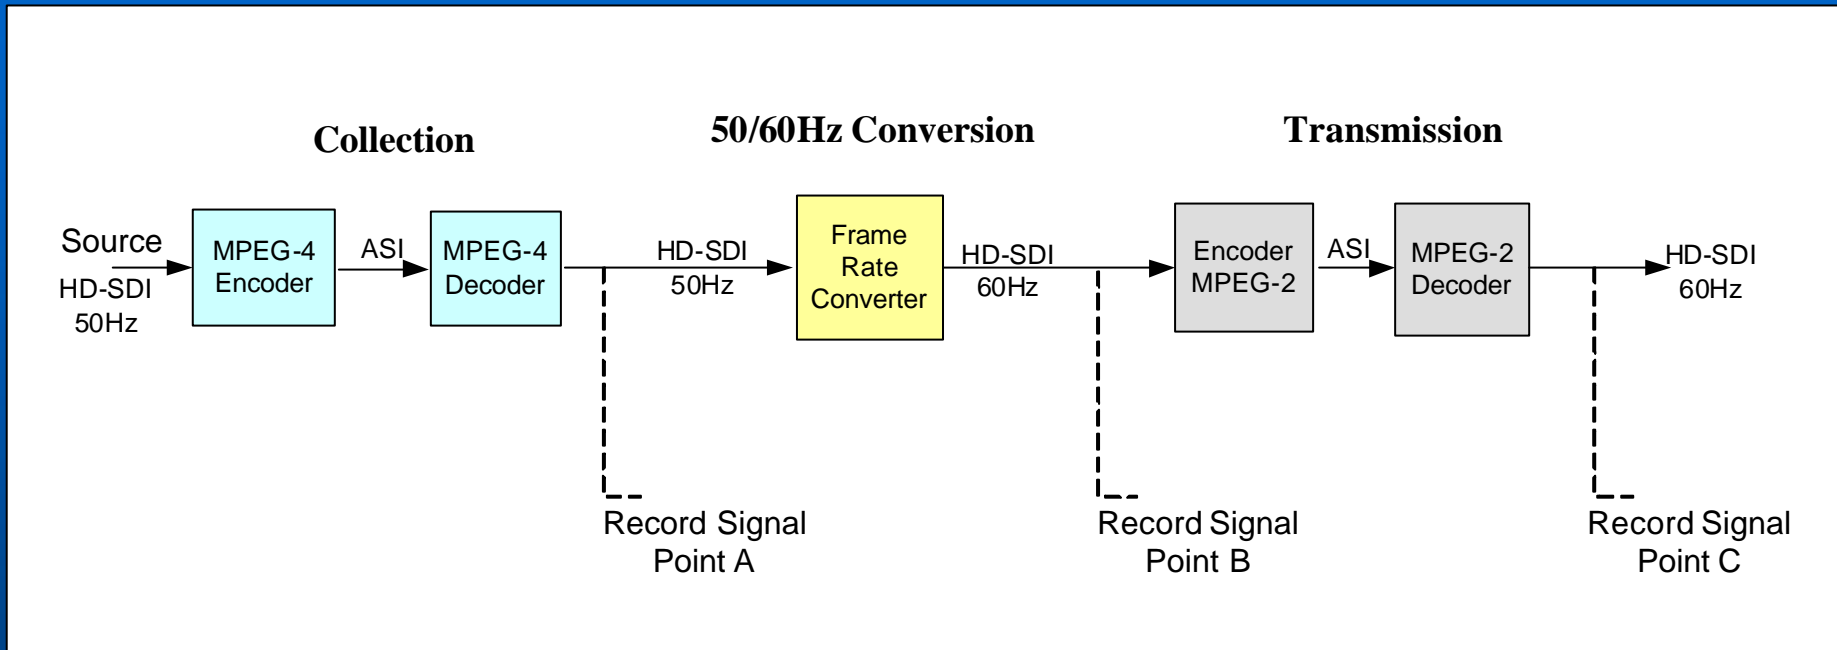 Collection
50/60Hz Conversion
Transmission
Source
HD-SDI
50Hz
MPEG-4
Encoder
ASI
MPEG-4
Decoder
HD-SDI
50Hz
Frame
Rate
Converter
HD-SDI
60Hz
Encoder
MPEG-2
ASI
MPEG-2
Decoder
HD-SDI
60Hz
Record Signal
Point A
Record Signal
Point B
Record Signal
Point C